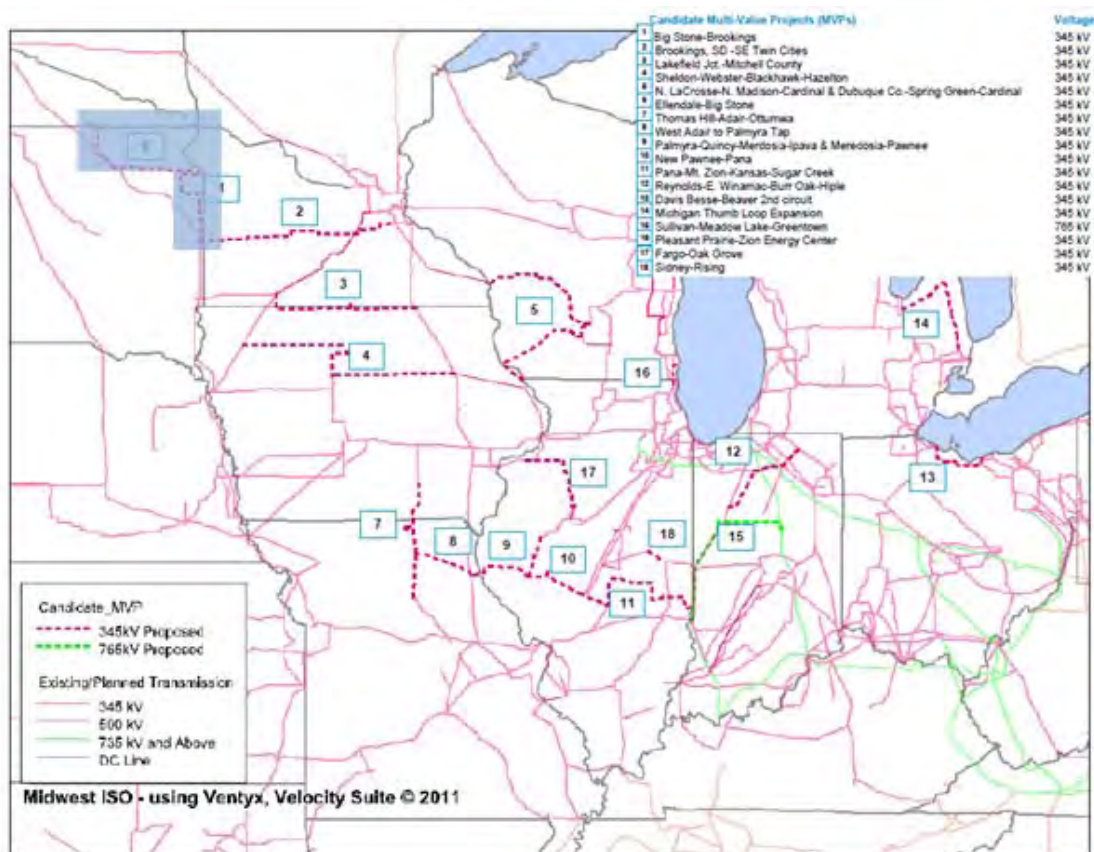 Candidate Multi-Value Projects (MVPs) Voltage
1 Big Stone-Brookings 345 kV
2 Brookings, SD -SE Twin Cities 345 kV
3 Lakefield Jct. -Mitchell County 345 kV
4 Sheldon-Webster-Blackhawk-Hazelton 345 kV
5 N. LaCrosse-N. Madison-Cardinal & Dubuque Co.-Spring Green-Cardinal 345 kV
6 Ellendale-Big Stone 345 kV
7 Thomas Hill-Adair-Ottumwa 345 kV
8 West Adair to Palmyra Tap 345 kV
9 Palmyra-Quincy-Merdosia-Ipava & Meredosia-Pawnee 345 kV
10 New Pawnee-Pana 345 kV
11 Pana-Mt. Zion-Kansas-Sugar Creek 345 kV
12 Reynolds-E. Winamac-Burr Oak-Hiple 345 kV
13 Davis Besse-Beaver 2nd circuit 345 kV
14 Michigan Thumb Loop Expansion 345 kV
15 Sullivan-Meadow Lake-Greentown 765 kV
16 Pleasant Prairie-Zion Energy Center 345 kV
17 Fargo-Oak Grove 345 kV
18 Sidney-Rising 345 kV
1
2
3
14
5
4
16
12
17
13
7
8
9
10
18
15
11
Candidate_MVP
345kV Proposed
765kV Proposed
Existing/Planned Transmission
345 kV
500 kV
735 kV and Above
DC Line
Midwest ISO - using Ventyx, Velocity Suite © 2011